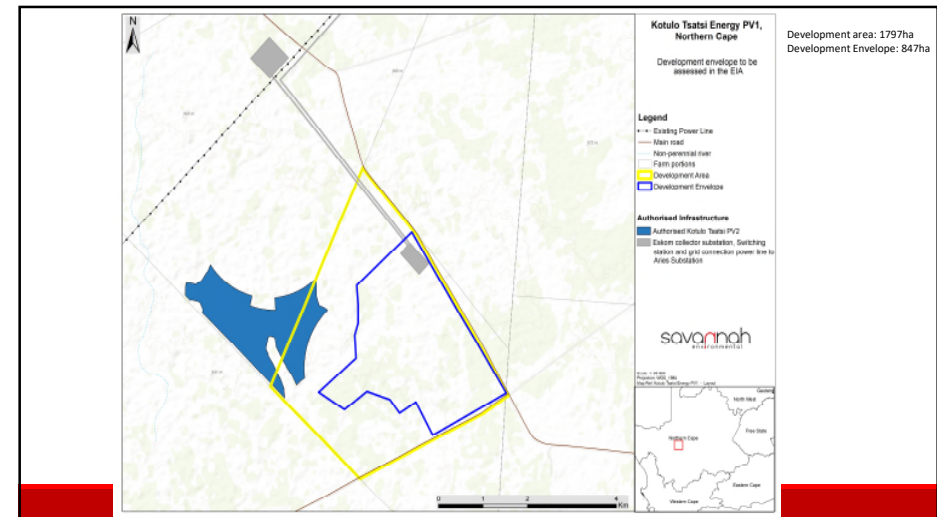 N
Kotulo Tsatsi Energy PV1,
Northern Cape
Development envelope to be
assessed in the EIA
Legend
Existing Power Line
Main road
Non-perennial river
Farm portions
Development Area
Development Envelope
Authorised Infrastructure
Authorised Kotulo Tsatsi PV2
Eskom collector substation, Switching
station and grid connection power line to
Aries Substation
savannah
environmental
North West
Free State
Northern Cape
Eastern Cape
Western Cape
0 1 2 4
Km
Development area: 1797ha
Development Envelope: 847ha